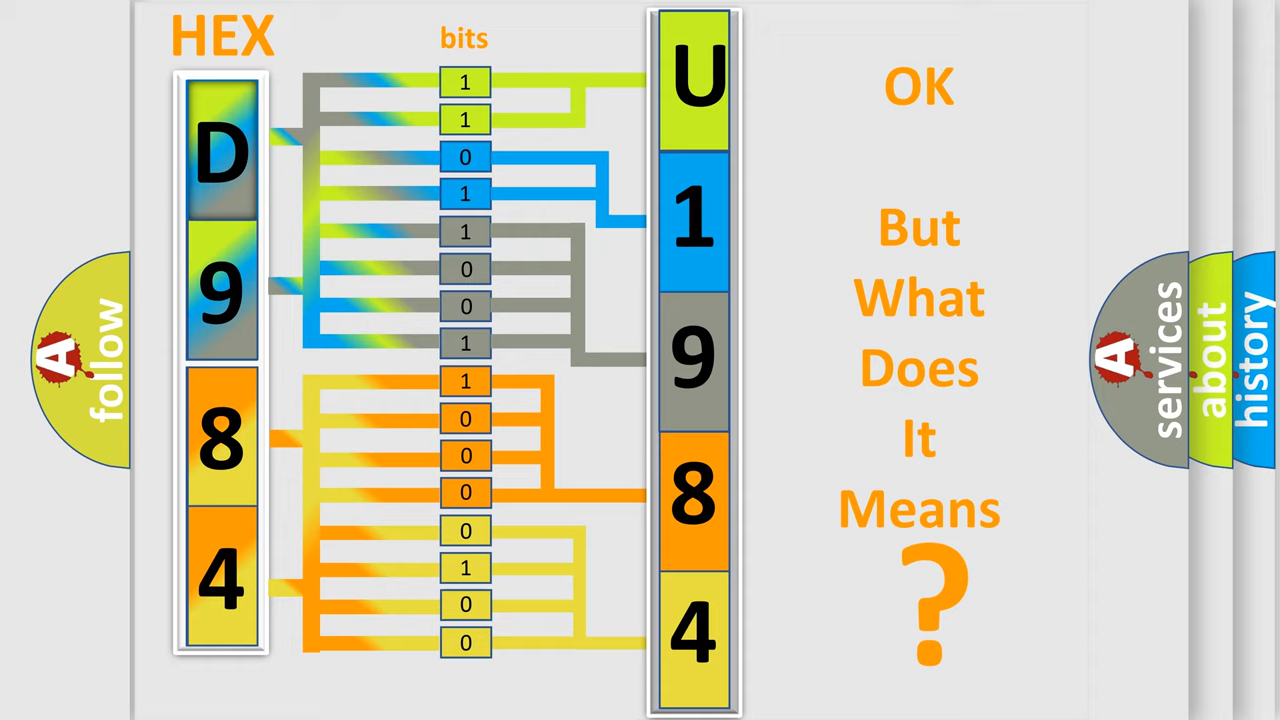 HEX
bits
D
9
8
4
1
1
0
1
1
0
0
1
1
0
0
0
0
1
0
0
U
1
9
8
4
OK
But
What
Does
It
Means
?
A
follow
A
services
about
history